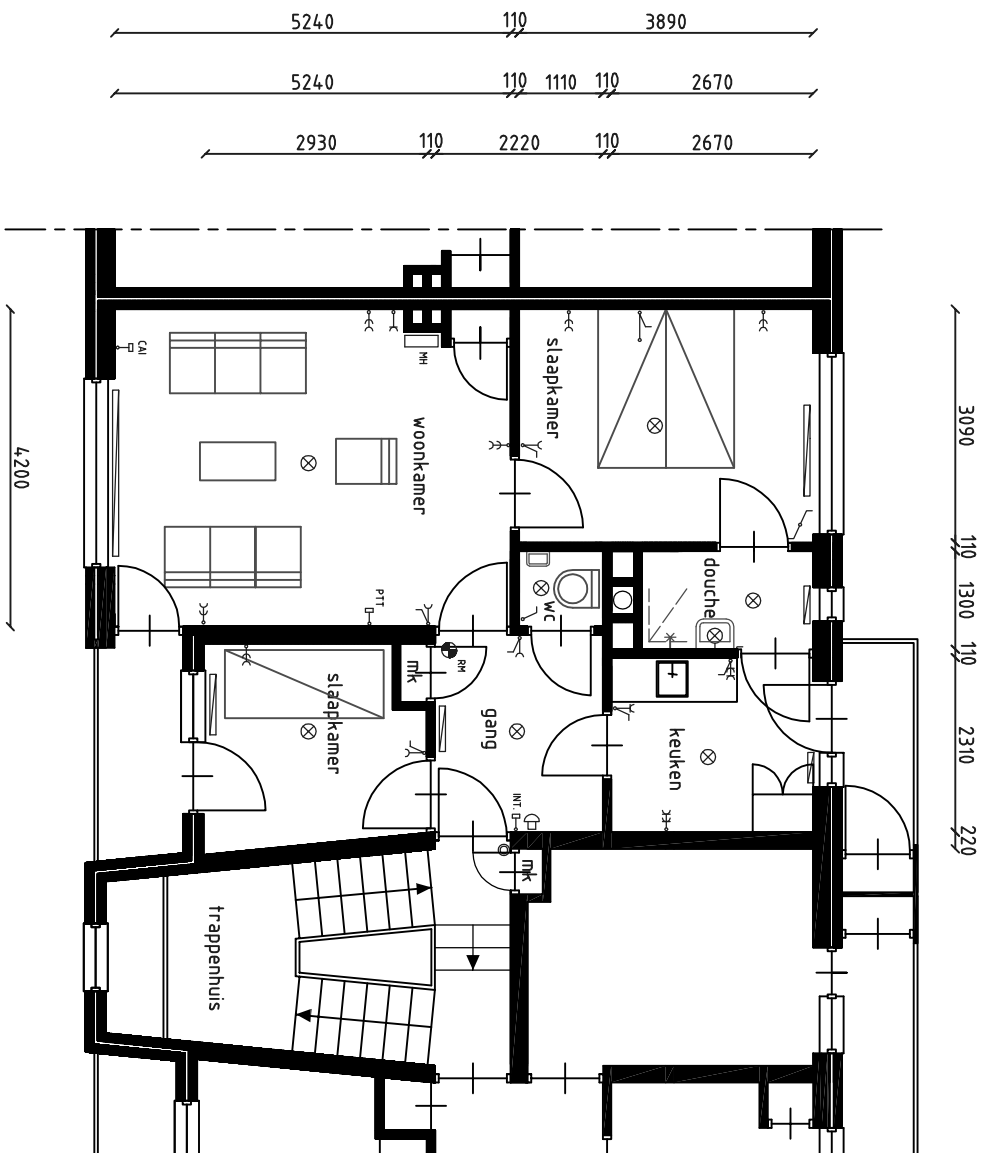 5240 110 3890
5240 110 1110 110 2670
2930 110 2220 110 2670
4200
3090
110
1300
110
2310
220
CAI
MH
woonkamer
slaapkamer
PTT
wc
douche
RM
mk
slaapkamer
gang
keuken
INT.
mk
trappenhuis